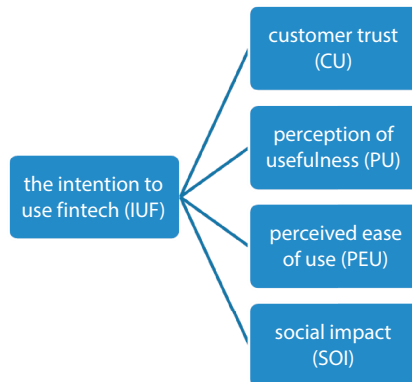 customer trust
(CU)
perception of
usefulness (PU)
the intention to
use fintech (IUF)
perceived ease
of use (PEU)
social impact
(SOI)